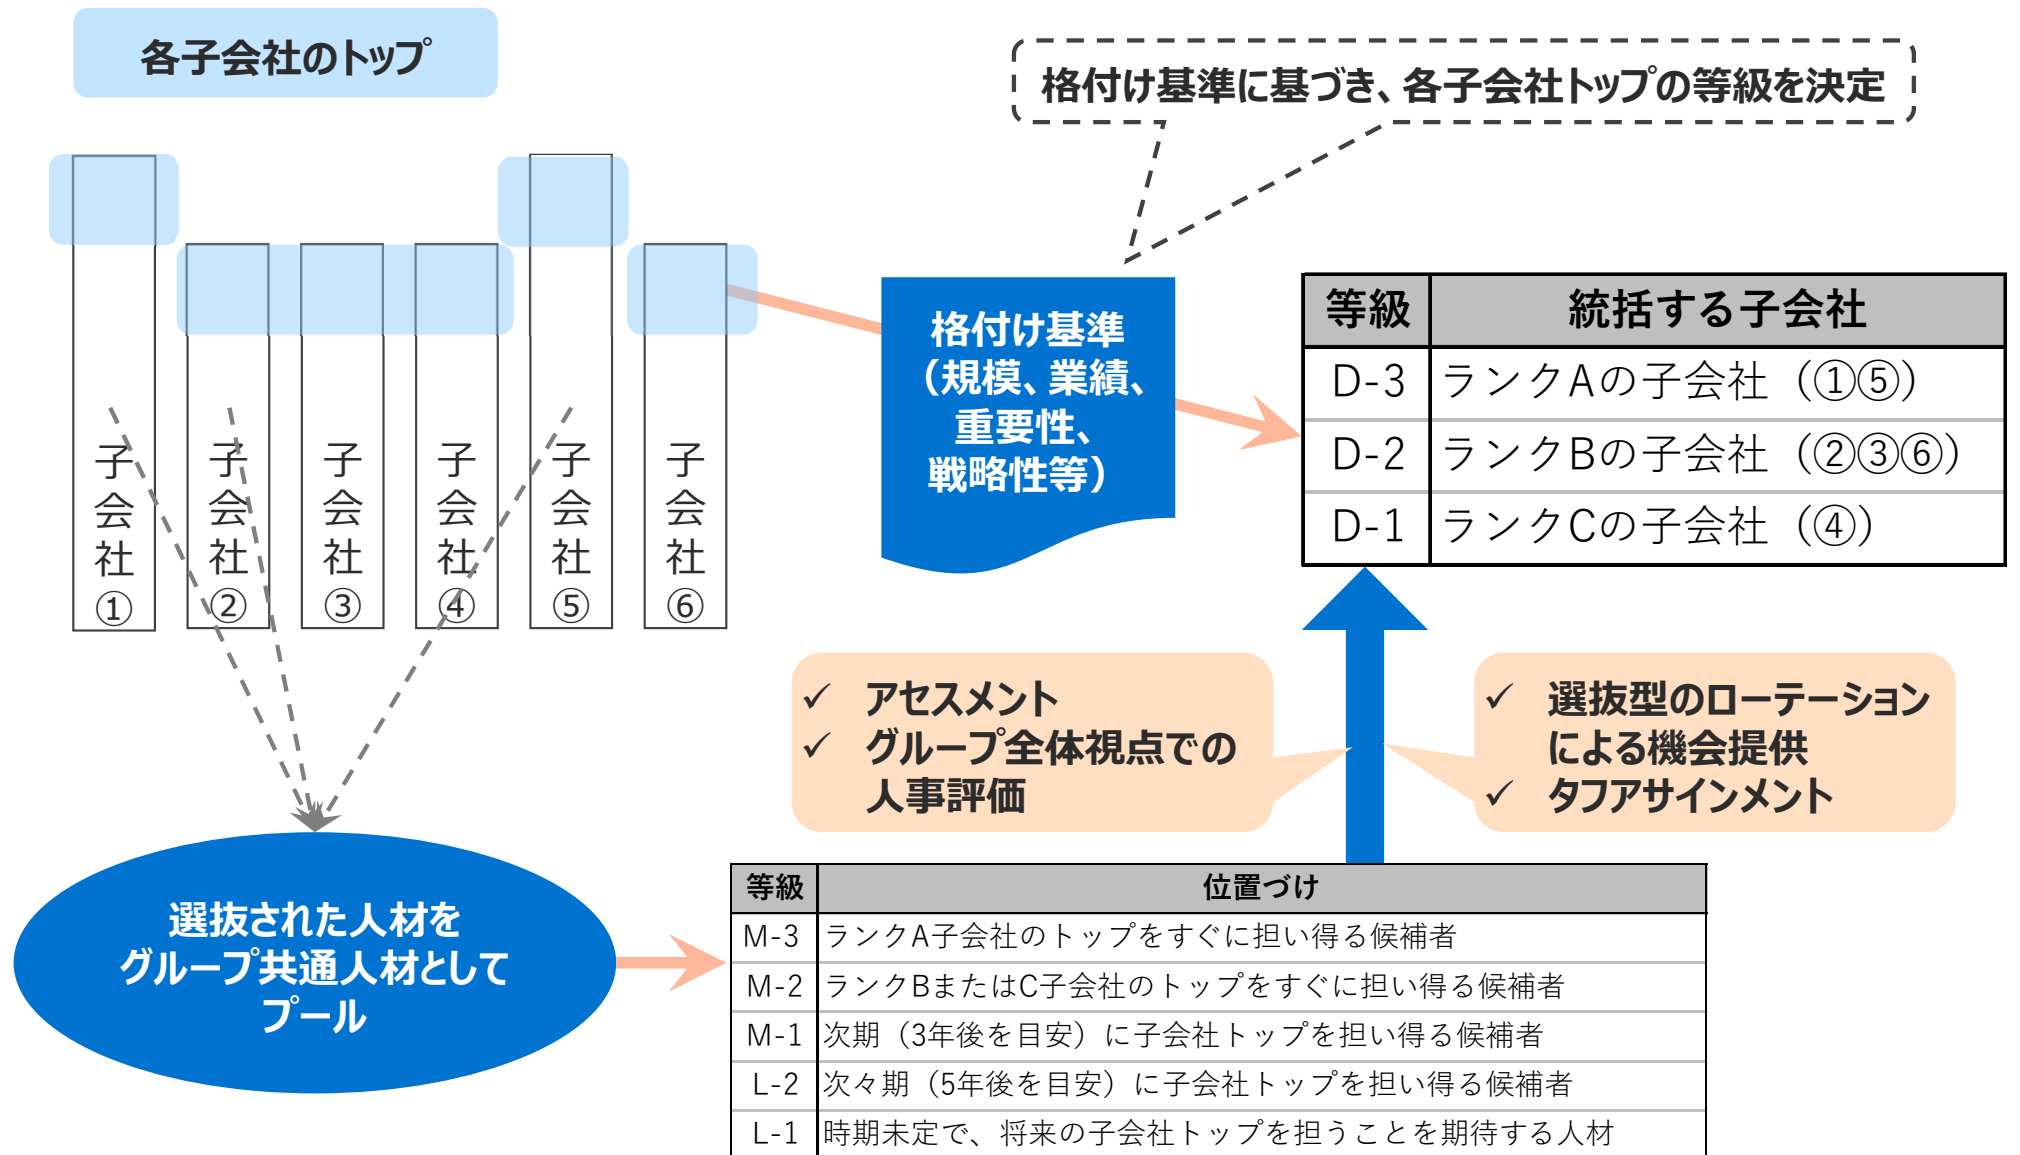 各子会社のトップ
格付け基準に基づき、各子会社トップの等級を決定
子会社①
子会社②
子会社③
子会社④
子会社⑤
子会社⑥
格付け基準
（規模、業績、
重要性、
戦略性等）
等級 統括する子会社
D-3 ランクAの子会社（①⑤）
D-2 ランクBの子会社（②③⑥）
D-1 ランクCの子会社（④）
✓ アセスメント
✓ グループ全体視点での
人事評価
✓ 選抜型のローテーション
による機会提供
✓ タフアサインメント
選抜された人材を
グループ共通人材として
プール
等級 位置づけ
M-3 ランクA子会社のトップをすぐに担い得る候補者
M-2 ランクBまたはC子会社のトップをすぐに担い得る候補者
M-1 次期（3年後を目安）に子会社トップを担い得る候補者
L-2 次々期（5年後を目安）に子会社トップを担い得る候補者
L-1 時期未定で、将来の子会社トップを担うことを期待する人材